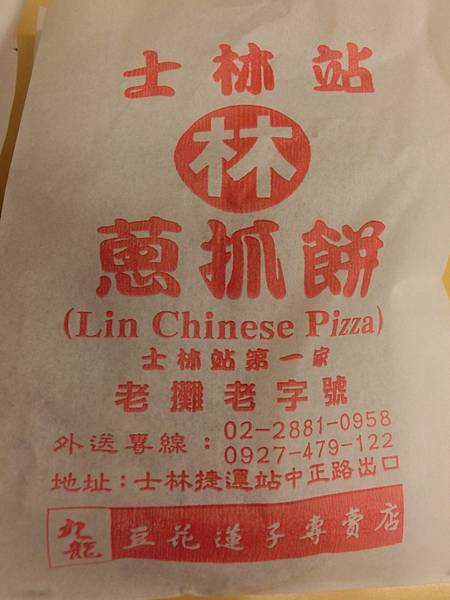 士林站
林
蔥抓餅
(Lin Chinese Pizza)
士林站第一家
老攤老字號
外送專線：02-2881-0958
0927-479-122
地址：士林捷運站中正路出口
九龍 豆花蓮子專賣店